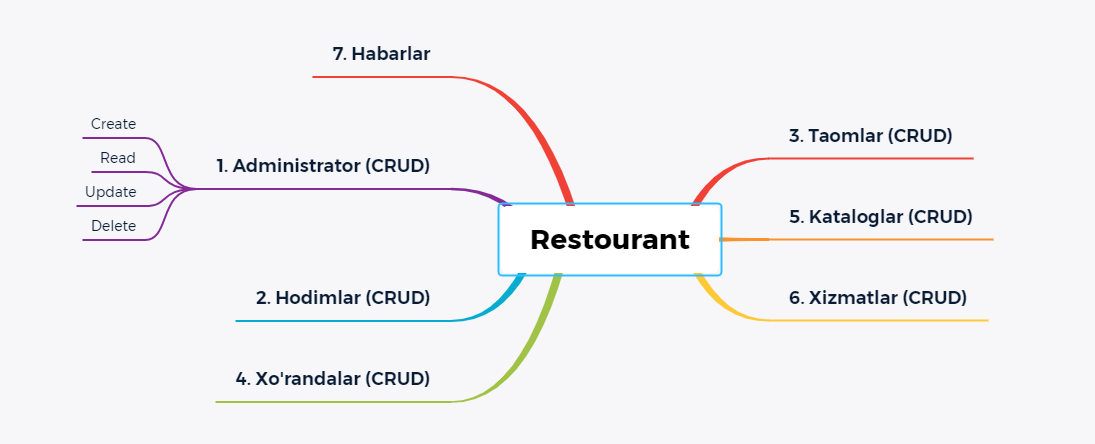 7. Habarlar
Create
Read
Update
Delete
1. Administrator (CRUD)
2. Hodimlar (CRUD)
4. Xo'randalar (CRUD)
Restourant
3. Taomlar (CRUD)
5. Kataloglar (CRUD)
6. Xizmatlar (CRUD)